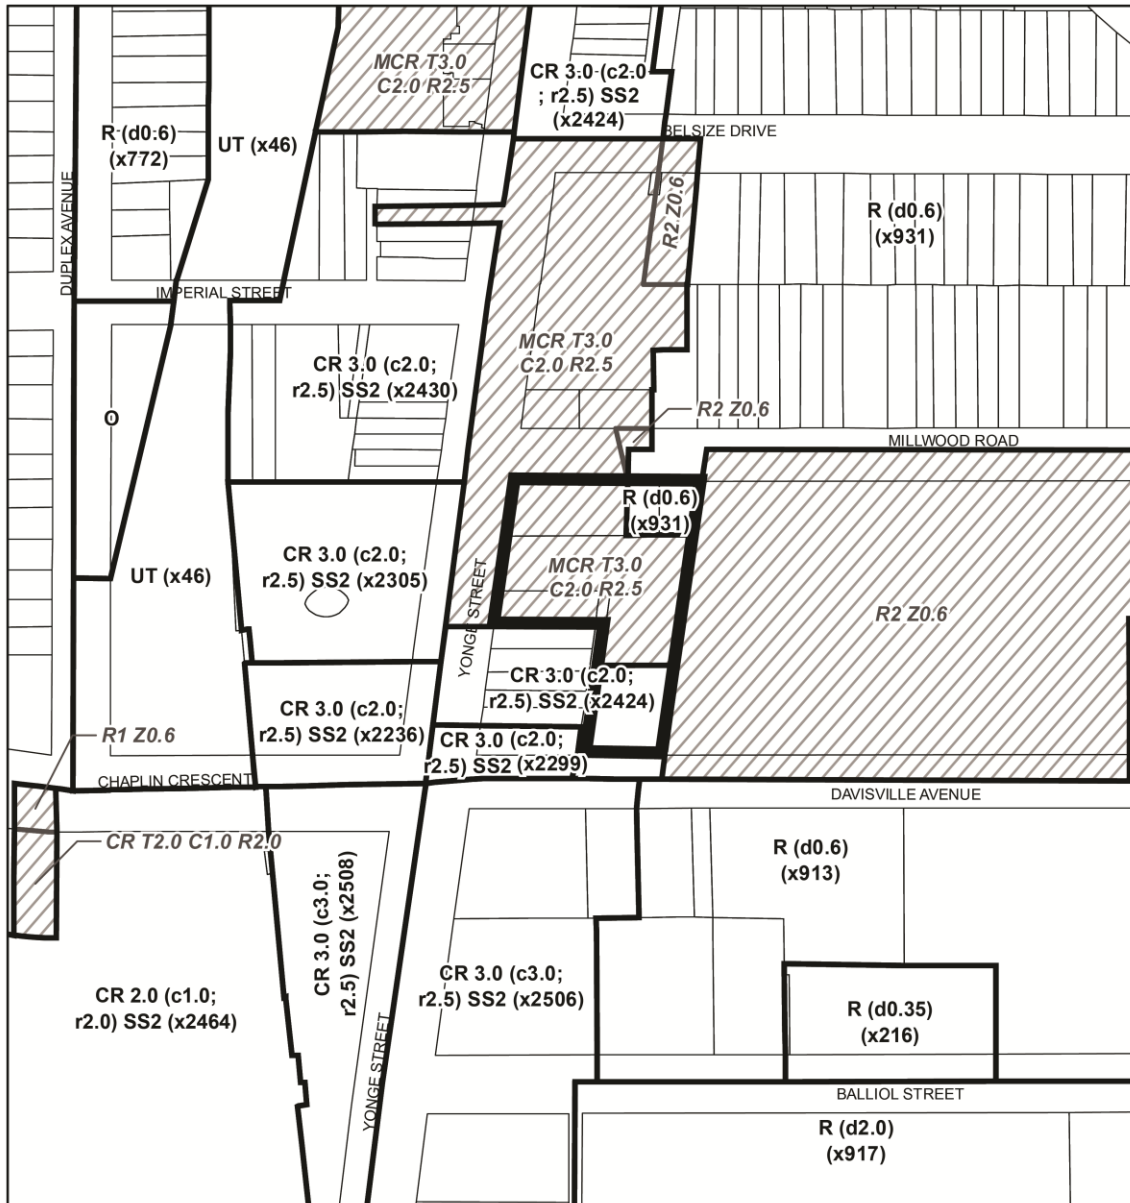 MCR T3.0
C2.0 R2.5
CR 3.0 (c2.0
; r2.5) SS2
(x2424)
BELSIZE DRIVE
R (d0.6)
(x772)
UT (x46)
DUPLEX AVENUE
R2 Z0.6
R (d0.6)
(x931)
IMPERIAL STREET
MCR T3.0
C2.0 R2.5
CR 3.0 (c2.0;
r2.5) SS2 (x2430)
O
R2 Z0.6
MILLWOOD ROAD
R (d0.6)
(x931)
CR 3.0 (c2.0;
r2.5) SS2 (x2305)
UT (x46)
YONGE STREET
MCR T3.0
C2.0 R2.5
R2 Z0.6
CR 3.0 (c2.0;
r2.5) SS2 (x2424)
CR 3.0 (c2.0;
r2.5) SS2 (x2236)
CR 3.0 (c2.0;
r2.5) SS2 (x2299)
R1 Z0.6
CHAPLIN CRESCENT
DAVISVILLE AVENUE
CR T2.0 C1.0 R2.0
R (d0.6)
(x913)
CR 3.0 (c3.0;
r2.5) SS2 (x2508)
CR 3.0 (c3.0;
r2.5) SS2 (x2506)
CR 2.0 (c1.0;
r2.0) SS2 (x2464)
R (d0.35)
(x216)
YONGE STREET
BALLIOL STREET
R (d2.0)
(x917)